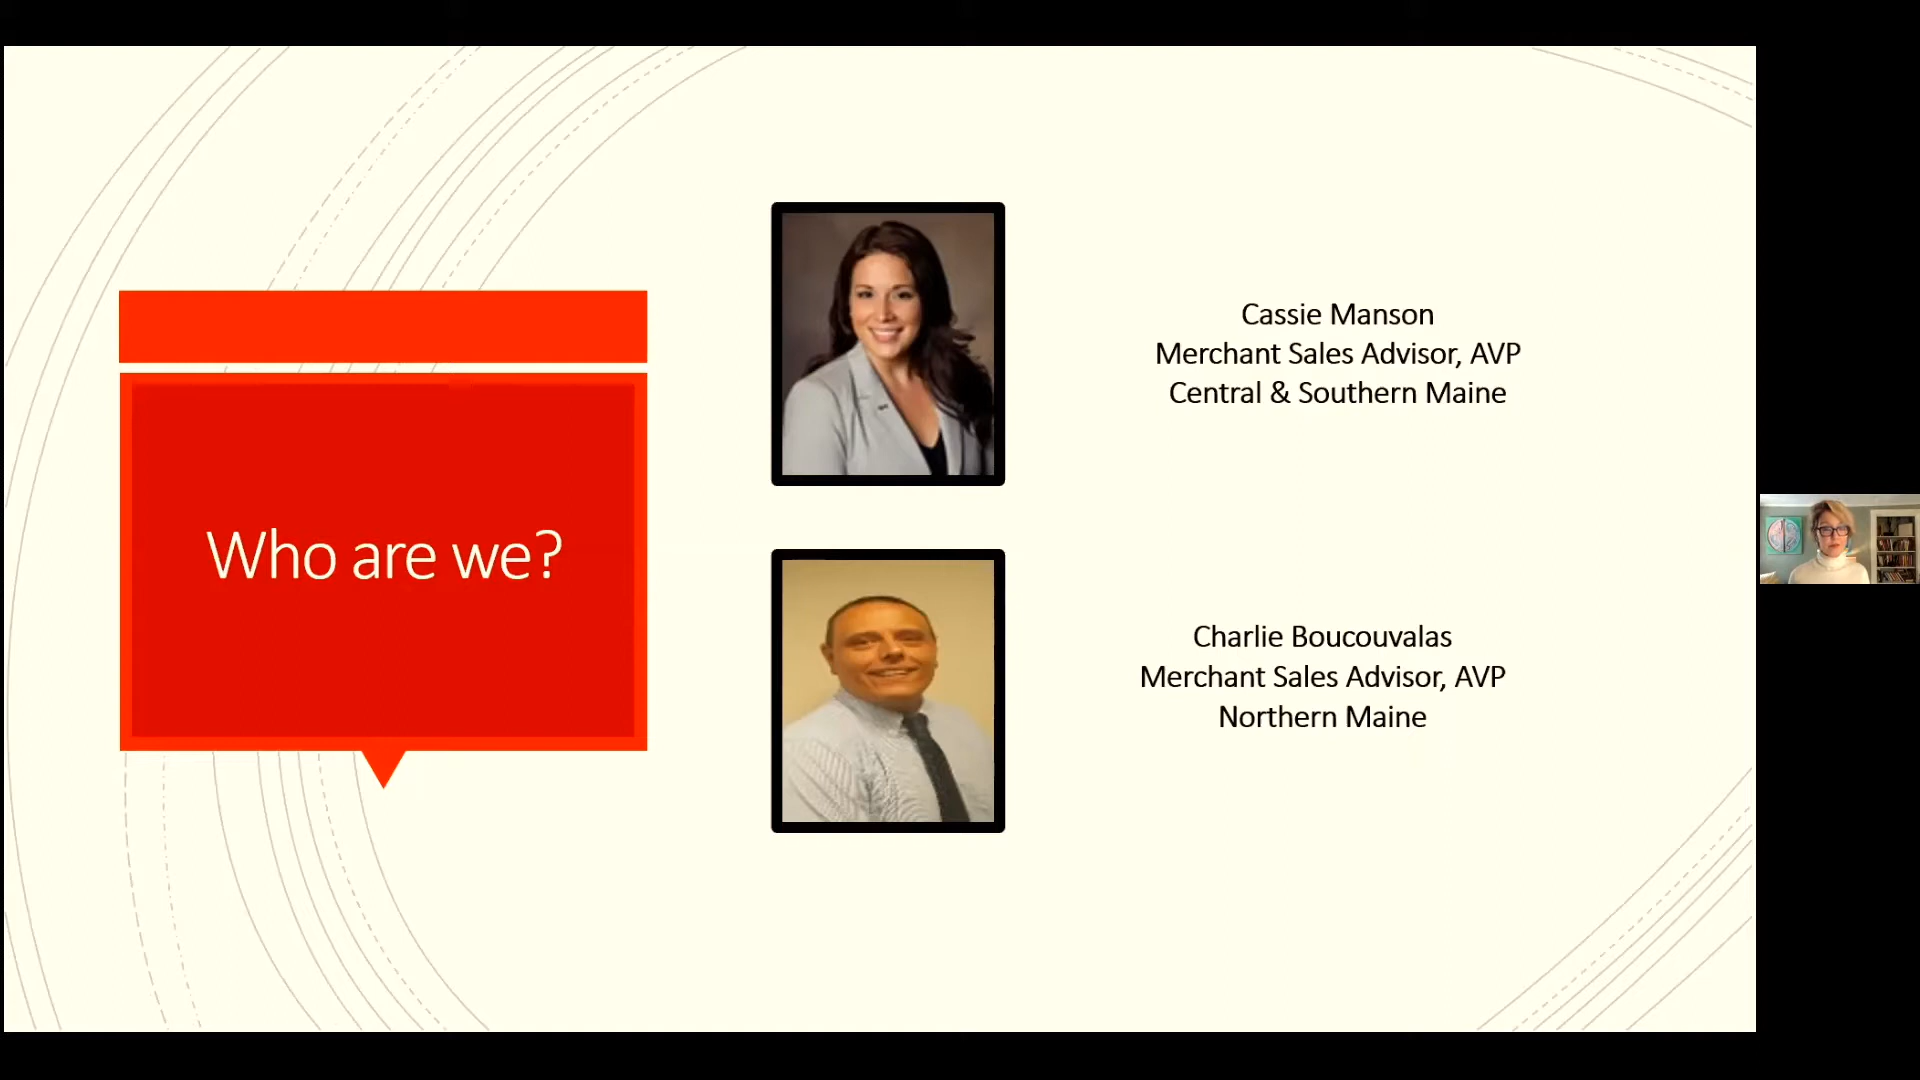 Who are we?
Cassie Manson
Merchant Sales Advisor, AVP
Central & Southern Maine
Charlie Boucouvalas
Merchant Sales Advisor, AVP
Northern Maine